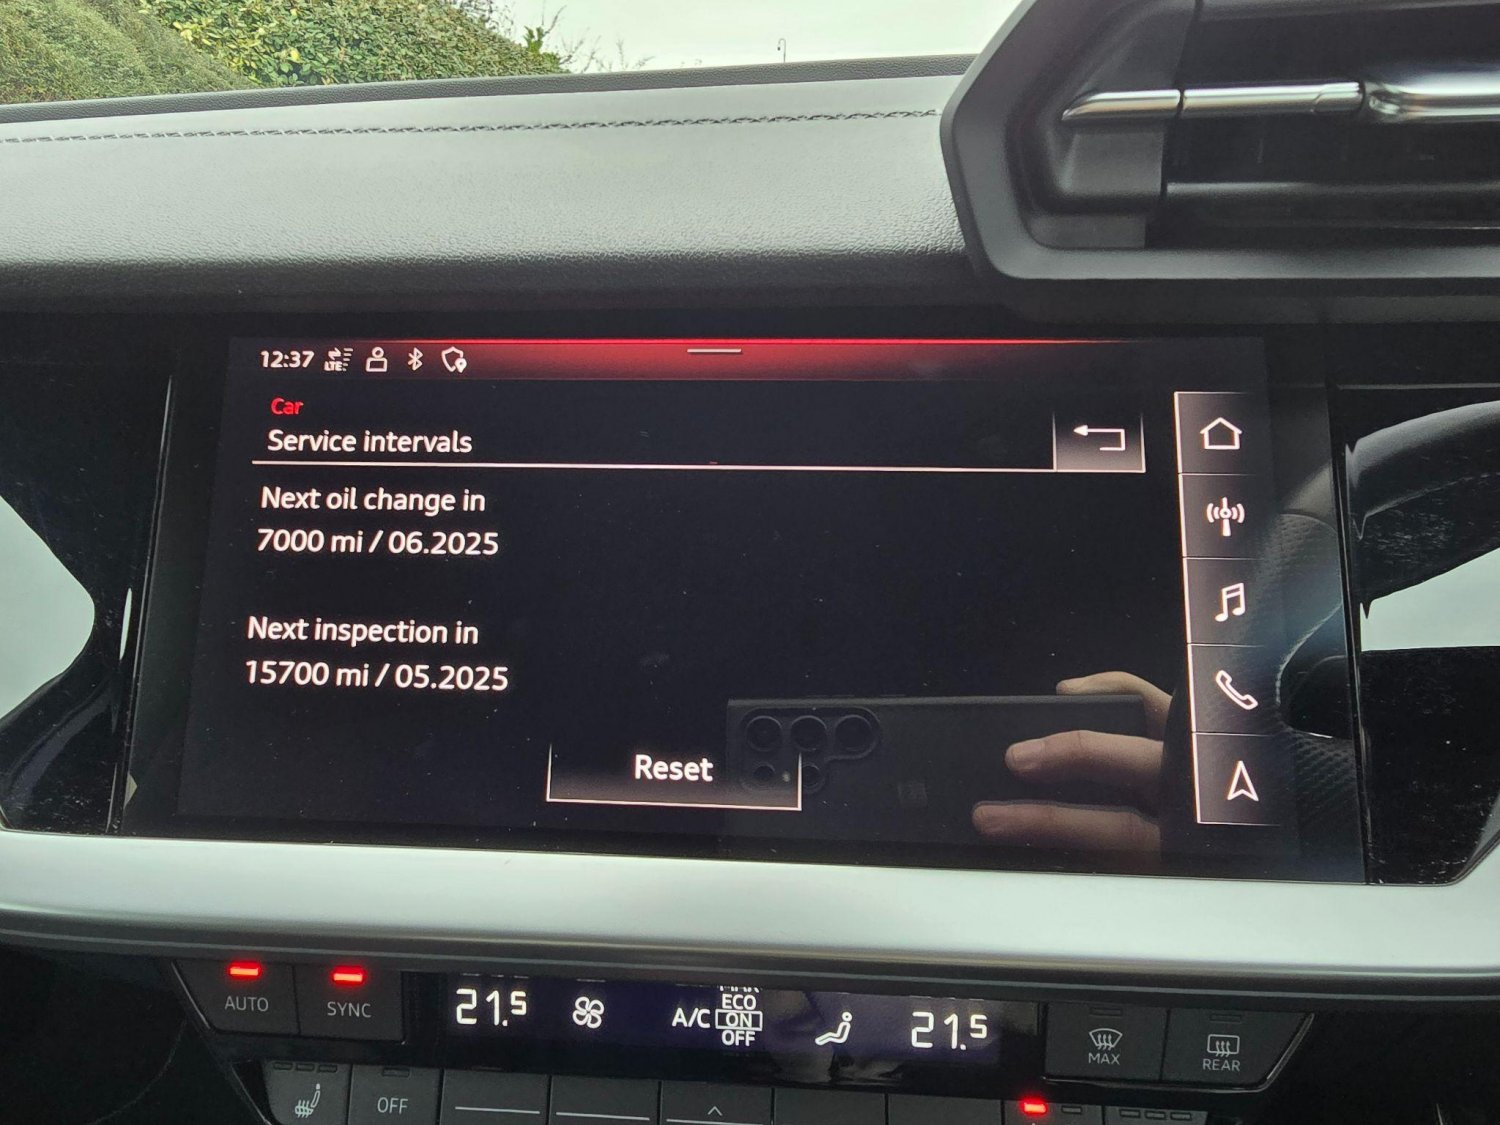 12:37 LTE
Car
Service intervals
Next oil change in
7000 mi / 06.2025
Next inspection in
15700 mi / 05.2025
Reset
AUTO
SYNC
21.5
A/C
ECO
ON
OFF
21.5
MAX
REAR
OFF